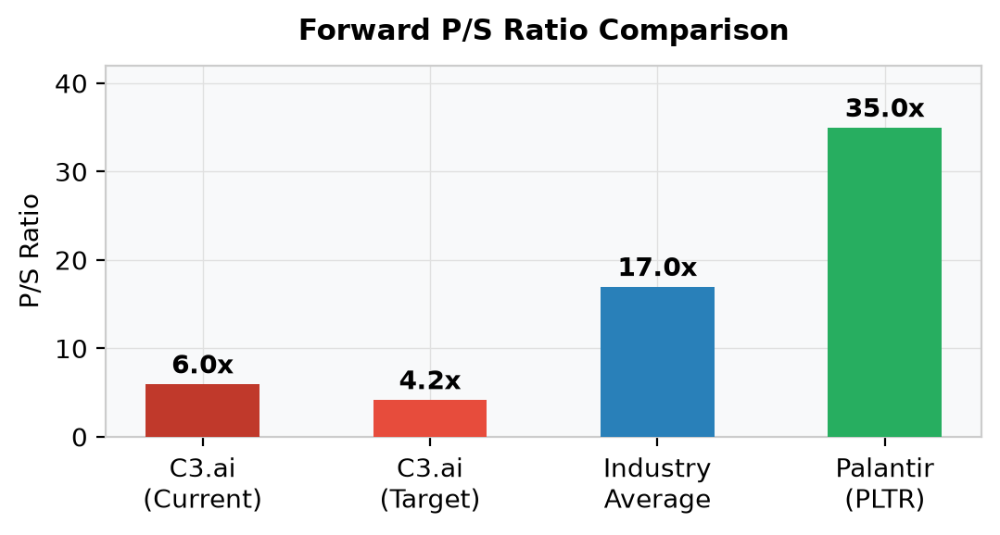 Forward P/S Ratio Comparison
P/S Ratio
40
30
20
10
0
6.0x
4.2x
17.0x
35.0x
C3.ai
(Current)
C3.ai
(Target)
Industry
Average
Palantir
(PLTR)